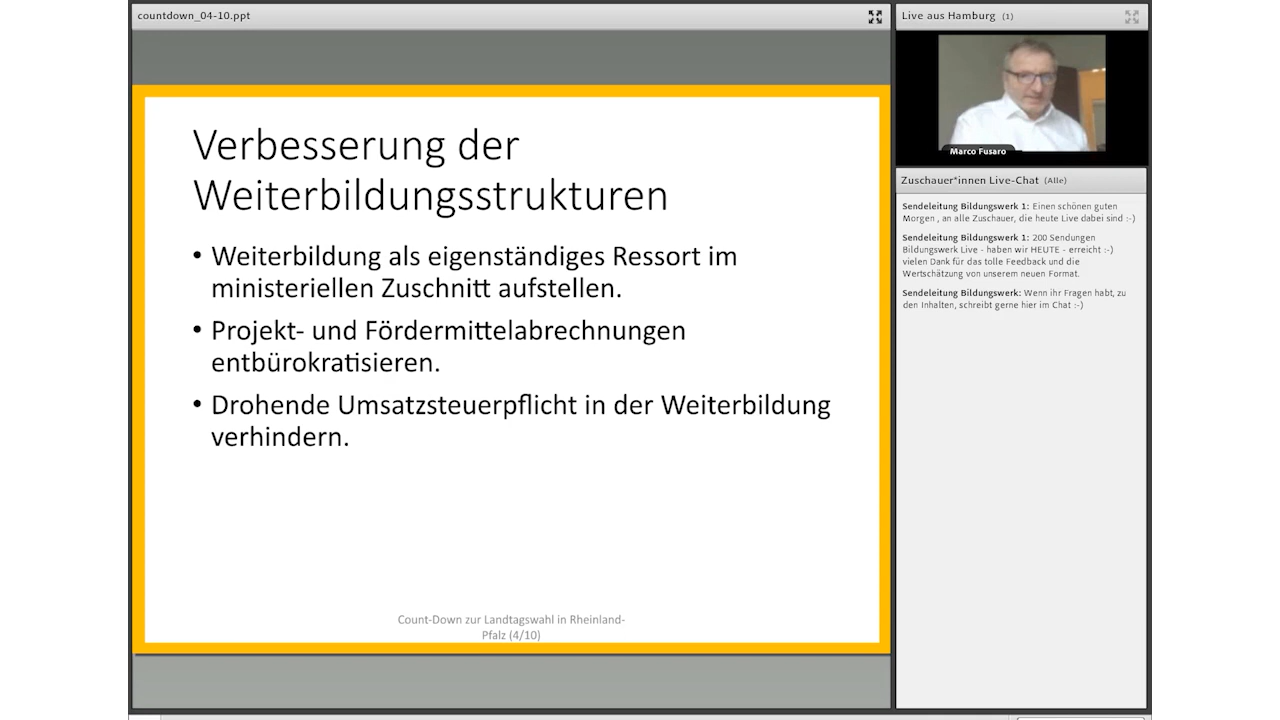 countdown_04-10.ppt
Verbesserung der
Weiterbildungsstrukturen
• Weiterbildung als eigenständiges Ressort im
ministeriellen Zuschnitt aufstellen.
• Projekt- und Fördermittelabrechnungen
entbürokratisieren.
• Drohende Umsatzsteuerpflicht in der Weiterbildung
verhindern.
Count-Down zur Landtagswahl in Rheinland-
Pfalz (4/10)
Live aus Hamburg (1)
Marco Fusaro
Zuschauer*innen Live-Chat (Alle)
Sendeleitung Bildungswerk 1: Einen schönen guten
Morgen , an alle Zuschauer, die heute Live dabei sind :-)
Sendeleitung Bildungswerk 1: 200 Sendungen
Bildungswerk Live - haben wir HEUTE - erreicht :-)
vielen Dank für das tolle Feedback und die
Wertschätzung von unserem neuen Format.
Sendeleitung Bildungswerk: Wenn ihr Fragen habt, zu
den Inhalten, schreibt gerne hier im Chat :-)